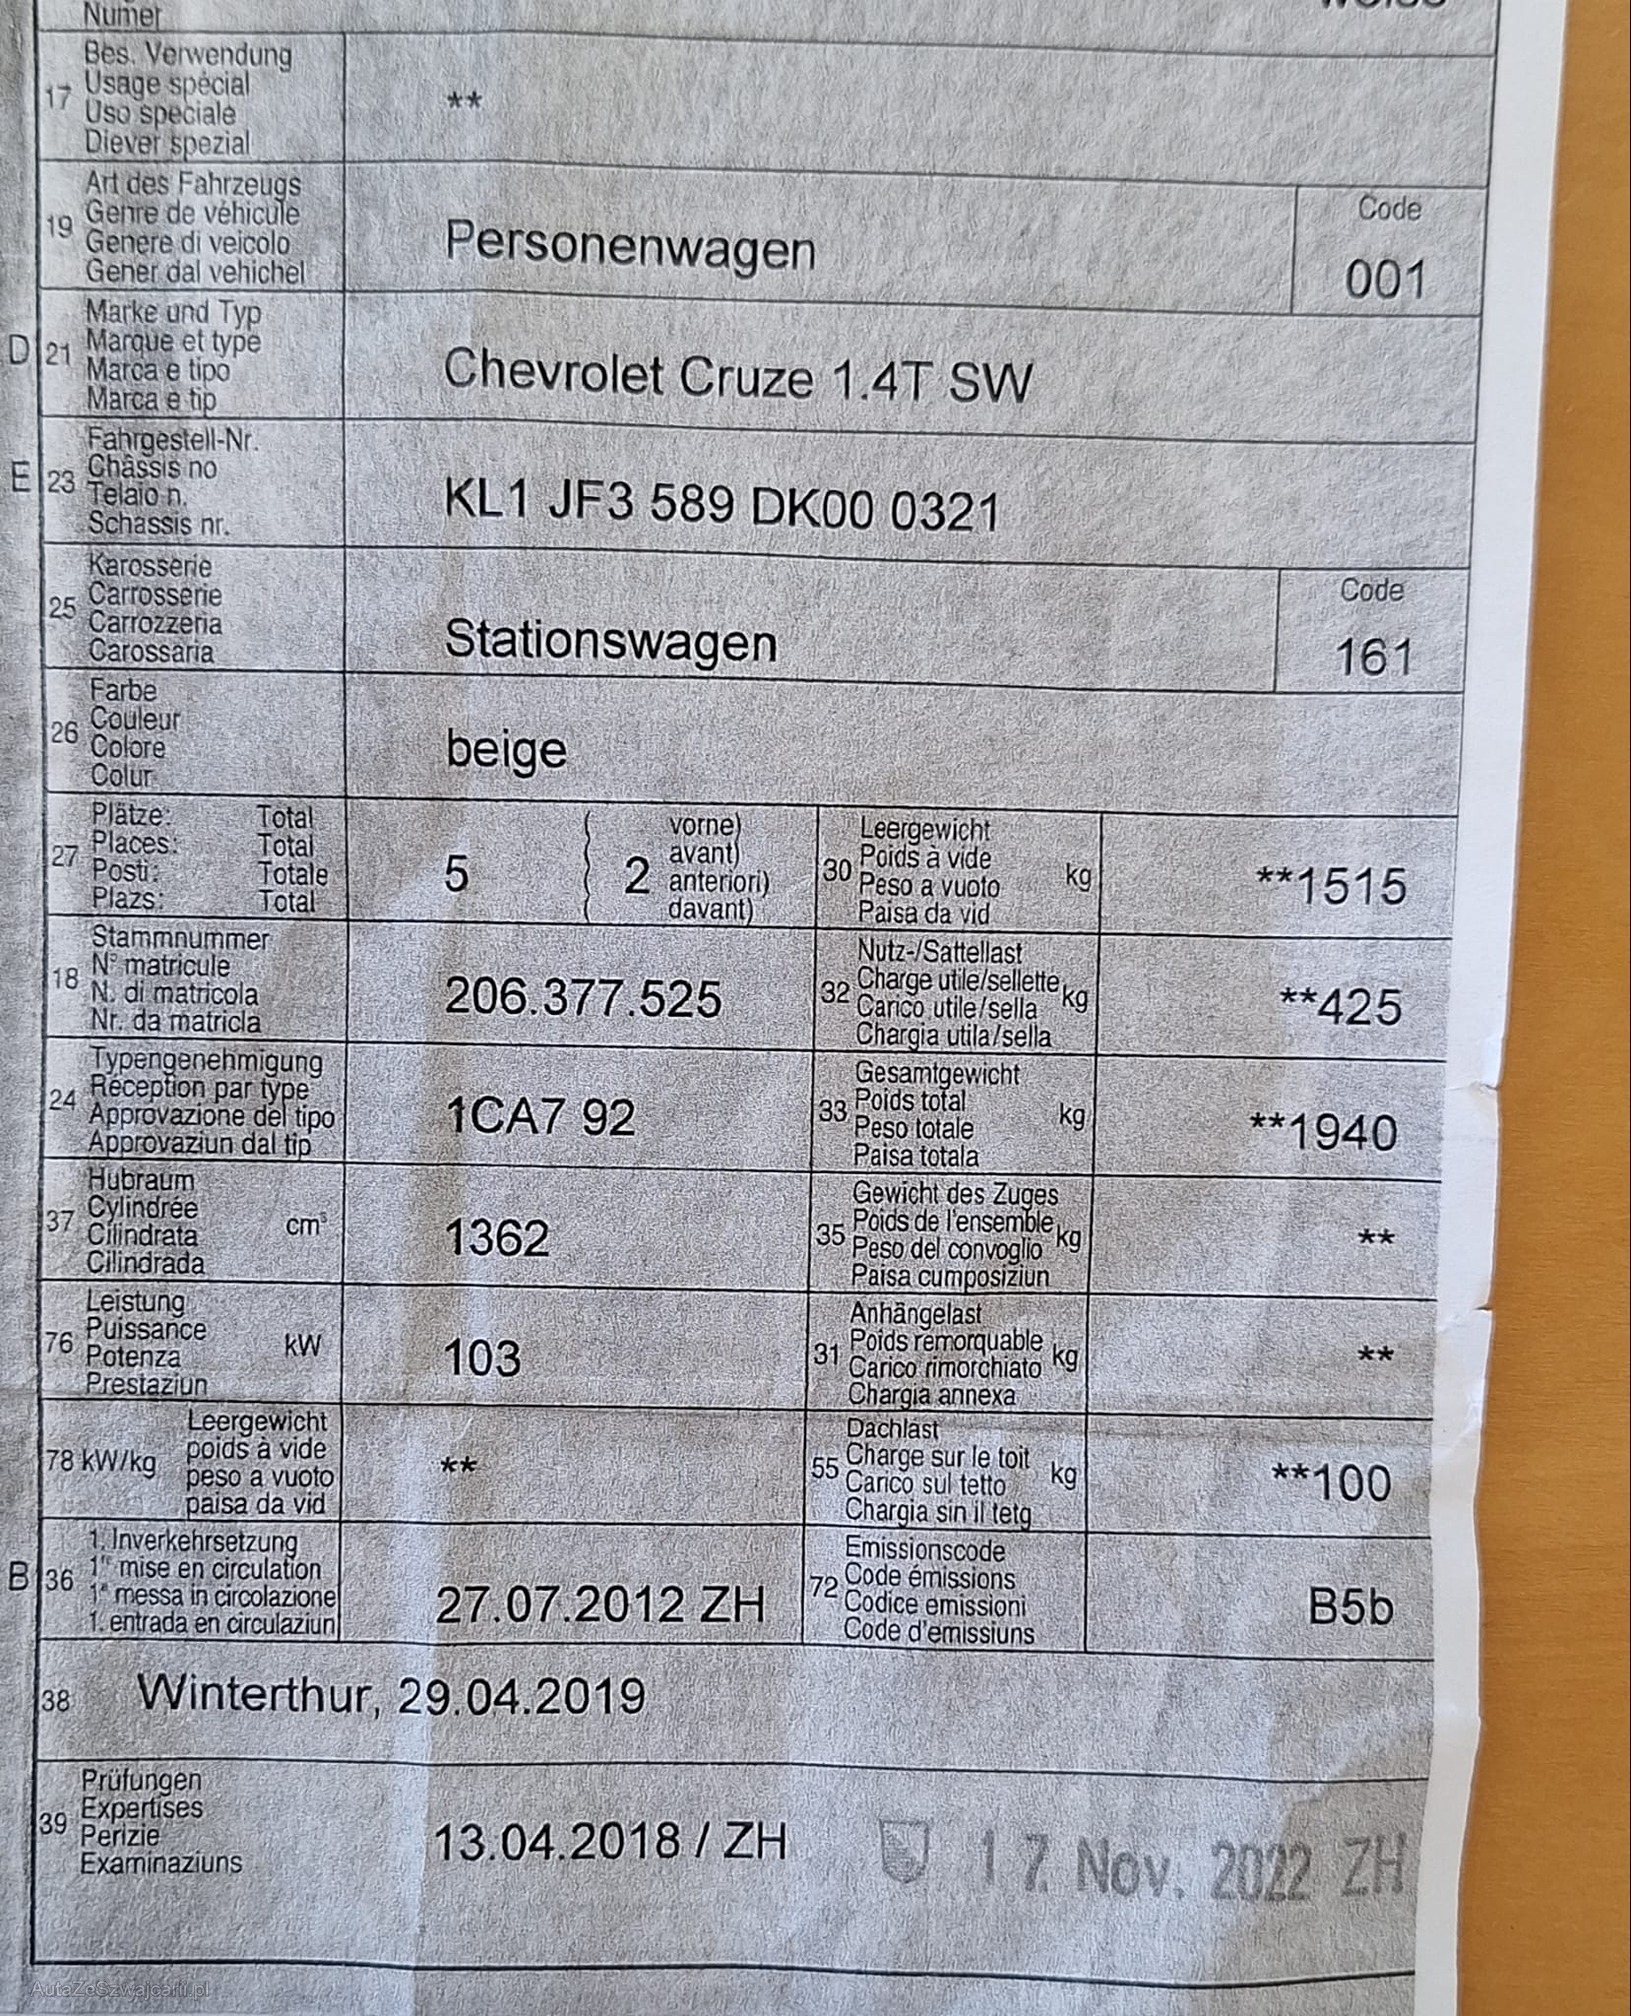 Numer
17
Bes. Verwendung
Usage spécial
Uso speciale
Diever spezial
**
19
Art des Fahrzeugs
Genre de véhicule
Genere di veicolo
Gener dal vehichel
Personenwagen
Code
001
D 21
Marke und Typ
Marque et type
Marca e tipo
Marca e tip
Chevrolet Cruze 1.4T SW
E 23
Fahrgestell-Nr.
Châssis no
Telaio n.
Schassis nr.
KL1 JF3 589 DK00 0321
25
Karosserie
Carrosserie
Carrozzeria
Carossaria
Stationswagen
Code
161
26
Farbe
Couleur
Colore
Colur
beige
27
Plätze: Total
Places: Total
Posti: Totale
Plazs: Total
5
2
vorne)
avant)
anteriori)
davant)
30
Leergewicht
Poids à vide
Peso a vuoto
Paisa da vid
kg
**1515
18
Stammnummer
N° matricule
N. di matricola
Nr. da matricla
206.377.525
32
Nutz-/Sattellast
Charge utile/sellette
Carico utile/sella
Chargia utila/sella
kg
**425
24
Typengenehmigung
Réception par type
Approvazione del tipo
Approvaziun dal tip
1CA7 92
33
Gesamtgewicht
Poids total
Peso totale
Paisa totala
kg
**1940
37
Hubraum
Cylindrée
Cilindrata
Cilindrada
cm³
1362
35
Gewicht des Zuges
Poids de l'ensemble
Peso del convoglio
Paisa cumposiziun
kg
**
76
Leistung
Puissance
Potenza
Prestaziun
kW
103
31
Anhängelast
Poids remorquable
Carico rimorchiato
Chargia annexa
kg
**
78 kW/kg
Leergewicht
poids à vide
peso a vuoto
paisa da vid
**
55
Dachlast
Charge sur le toit
Carico sul tetto
Chargia sin il tetg
kg
**100
B 36
1. Inverkehrsetzung
1re mise en circulation
1a messa in circolazione
1. entrada en circulaziun
27.07.2012 ZH
72
Emissionscode
Code émissions
Codice emissioni
Code d'emissiuns
B5b
38
Winterthur, 29.04.2019
39
Prüfungen
Expertises
Perizie
Examinaziuns
13.04.2018 / ZH
17. Nov. 2022 ZH
AutaZeSzwajcarii.pl